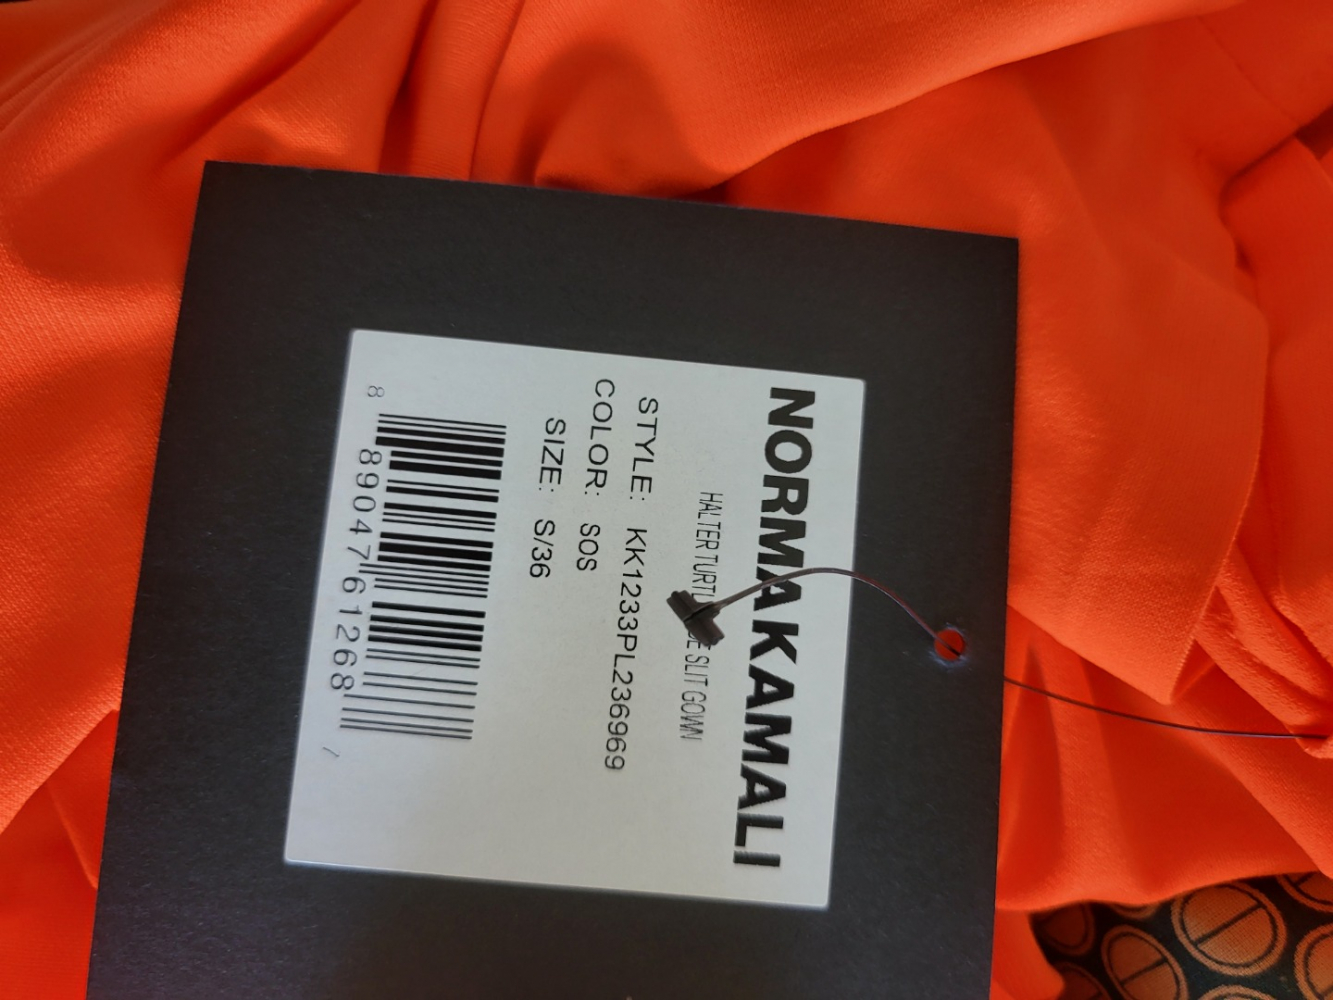 NORMA KAMALI
HALTER SLIT GOWN
STYLE: KK1233PL236969
COLOR: SOS
SIZE: S/36
8 89047 61268